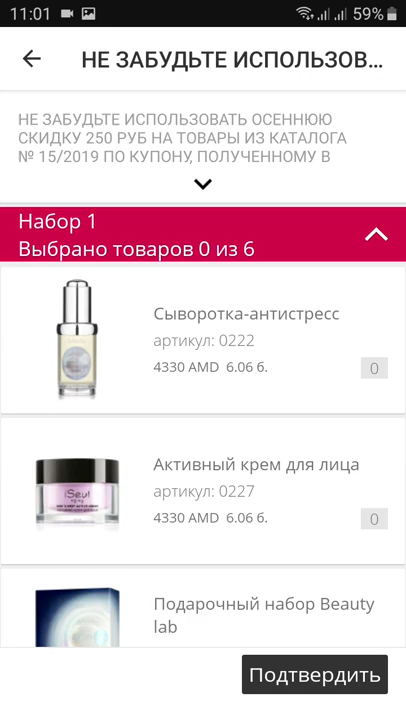 11:01 59%
НЕ ЗАБУДЬТЕ ИСПОЛЬЗОВ...
НЕ ЗАБУДЬТЕ ИСПОЛЬЗОВАТЬ ОСЕННЮЮ
СКИДКУ 250 РУБ НА ТОВАРЫ ИЗ КАТАЛОГА
№ 15/2019 ПО КУПОНУ, ПОЛУЧЕННОМУ В
Набор 1
Выбрано товаров 0 из 6
Сыворотка-антистресс
артикул: 0222
4330 AMD 6.06 б.
0
Активный крем для лица
артикул: 0227
4330 AMD 6.06 б.
0
iSeul
Подарочный набор Beauty
lab
Подтвердить